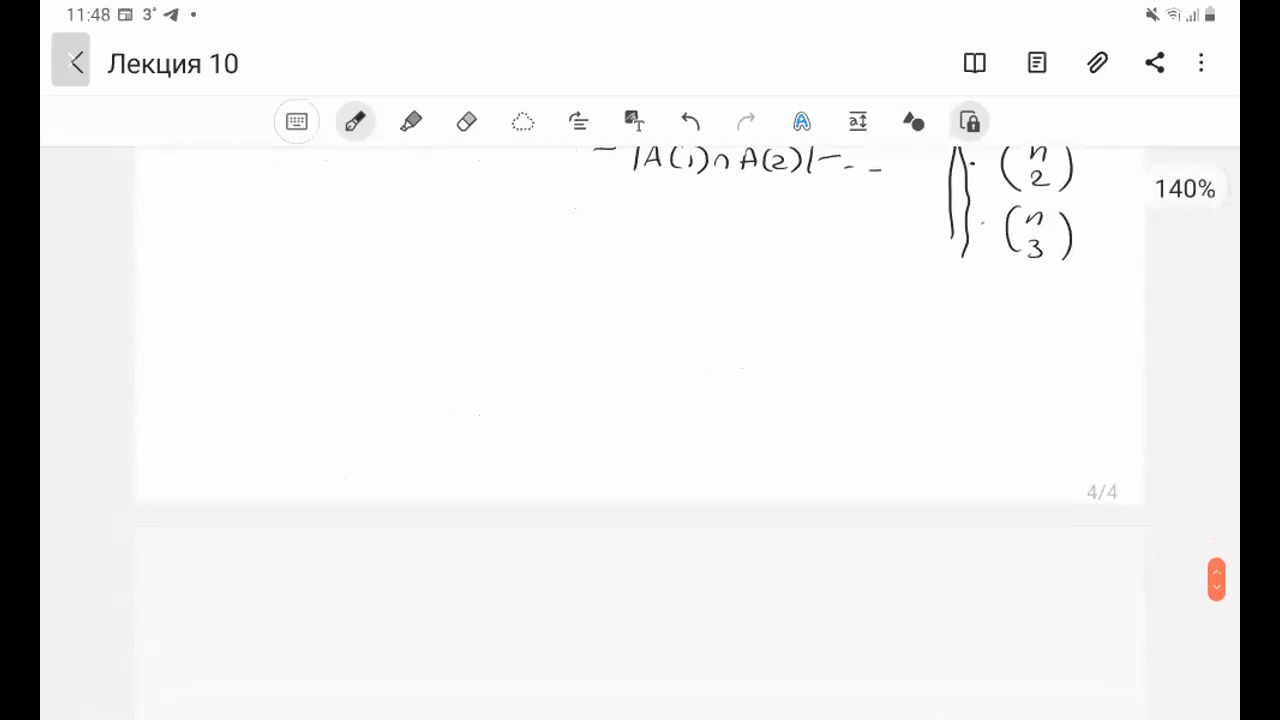 11:48 3°
Лекция 10
140%
- |A(1)∩A(2)|-...
(n 2)
(n 3)
4/4